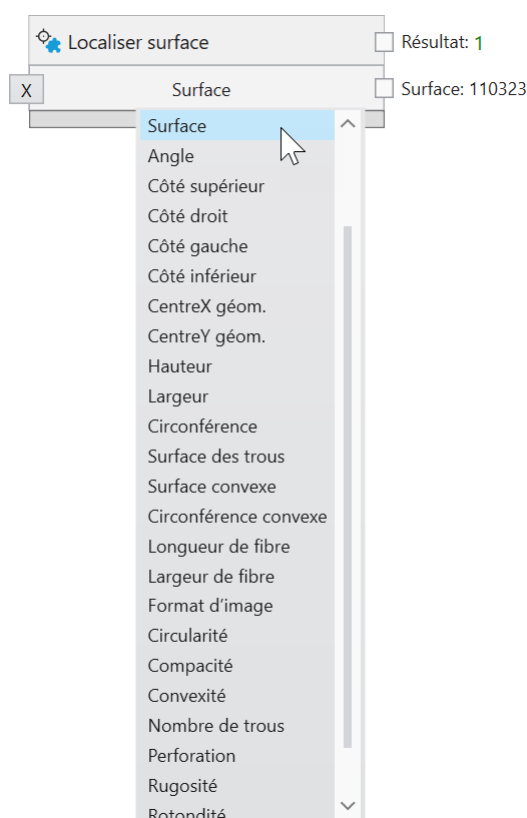 Localiser surface
Résultat: 1
X
Surface
Surface: 110323
Surface
Angle
Côté supérieur
Côté droit
Côté gauche
Côté inférieur
CentreX géom.
CentreY géom.
Hauteur
Largeur
Circonférence
Surface des trous
Surface convexe
Circonférence convexe
Longueur de fibre
Largeur de fibre
Format d’image
Circularité
Compacité
Convexité
Nombre de trous
Perforation
Rugosité
Rotondité